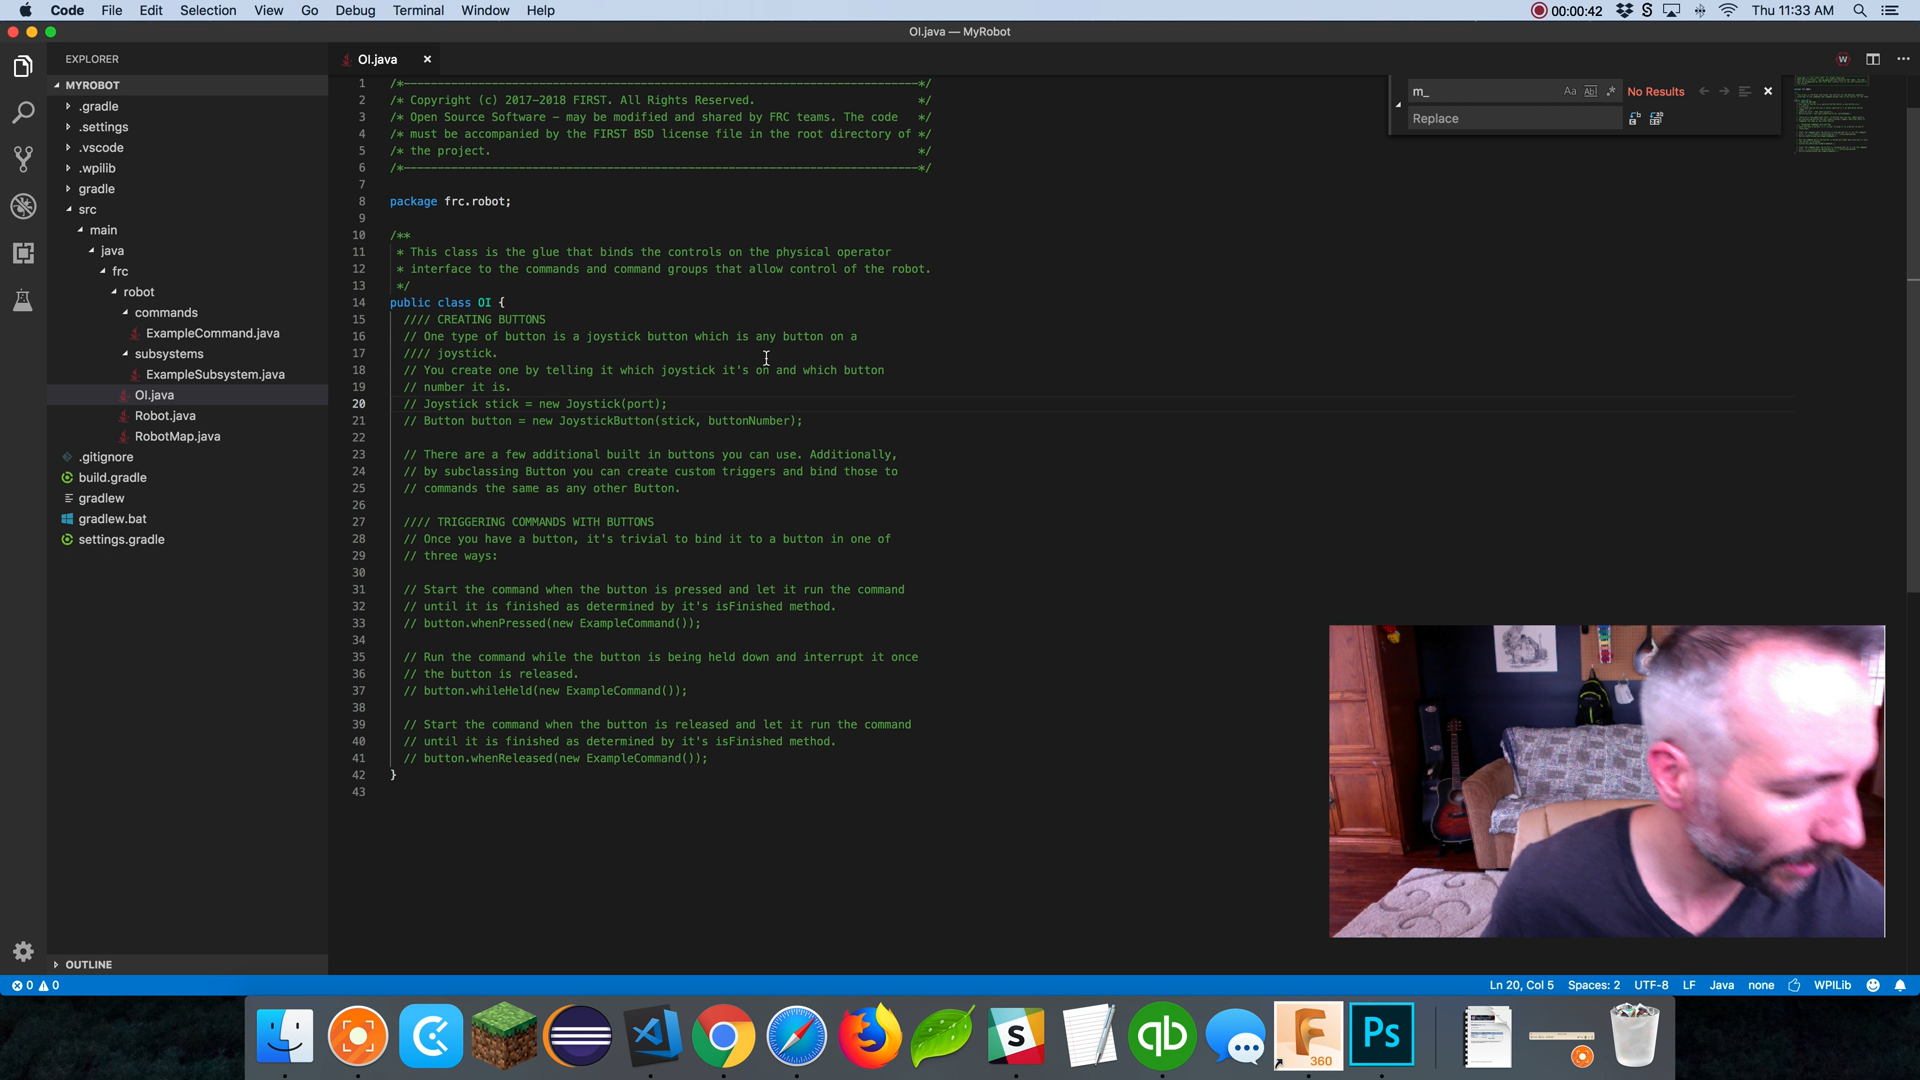 Code File Edit Selection View Go Debug Terminal Window Help
00:00:42 Thu 11:33 AM
OI.java — MyRobot
EXPLORER
OI.java
MYROBOT
.gradle
.settings
.vscode
.wpilib
gradle
src
main
java
frc
robot
commands
ExampleCommand.java
subsystems
ExampleSubsystem.java
OI.java
Robot.java
RobotMap.java
.gitignore
build.gradle
gradlew
gradlew.bat
settings.gradle
OUTLINE
m_ Aa Abl .* No Results
Replace
1 /*----------------------------------------------------------------------------*/
2 /* Copyright (c) 2017-2018 FIRST. All Rights Reserved. */
3 /* Open Source Software - may be modified and shared by FRC teams. The code */
4 /* must be accompanied by the FIRST BSD license file in the root directory of */
5 /* the project. */
6 /*----------------------------------------------------------------------------*/
7
8 package frc.robot;
9
10 /**
11 * This class is the glue that binds the controls on the physical operator
12 * interface to the commands and command groups that allow control of the robot.
13 */
14 public class OI {
15 //// CREATING BUTTONS
16 // One type of button is a joystick button which is any button on a
17 //// joystick.
18 // You create one by telling it which joystick it's on and which button
19 // number it is.
20 // Joystick stick = new Joystick(port);
21 // Button button = new JoystickButton(stick, buttonNumber);
22
23 // There are a few additional built in buttons you can use. Additionally,
24 // by subclassing Button you can create custom triggers and bind those to
25 // commands the same as any other Button.
26
27 //// TRIGGERING COMMANDS WITH BUTTONS
28 // Once you have a button, it's trivial to bind it to a button in one of
29 // three ways:
30
31 // Start the command when the button is pressed and let it run the command
32 // until it is finished as determined by it's isFinished method.
33 // button.whenPressed(new ExampleCommand());
34
35 // Run the command while the button is being held down and interrupt it once
36 // the button is released.
37 // button.whileHeld(new ExampleCommand());
38
39 // Start the command when the button is released and let it run the command
40 // until it is finished as determined by it's isFinished method.
41 // button.whenReleased(new ExampleCommand());
42 }
43
0 0
Ln 20, Col 5 Spaces: 2 UTF-8 LF Java none WPILib
S qb 360 Ps